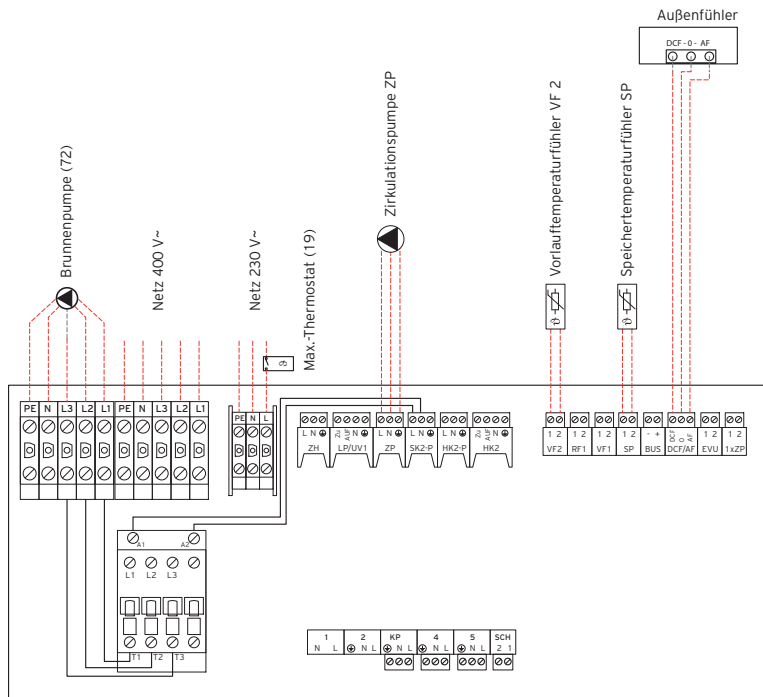 Außenfühler
DCF - 0 - AF
Brunnenpumpe (72)
Netz 400 V~
Netz 230 V~
Max.-Thermostat (19)
Zirkulationspumpe ZP
Vorlauftemperaturfühler VF 2
Speichertemperaturfühler SP
ϑ
ϑ
ϑ
PE N L3 L2 L1 PE N L3 L2 L1
PE N L
L N
Zu AUF N
L N
L N
L N
Zu AUF N
ZH LP/UV1 ZP SK2-P HK2-P HK2
1 2
1 2
1 2
1 2
- +
DCF 0 AF
1 2
1 2
VF2 RF1 VF1 SP BUS DCF/AF EVU 1xZP
A1 A2
L1 L2 L3
T1 T2 T3
1 2 KP 4 5 SCH
N L N L N L N L N L 2 1